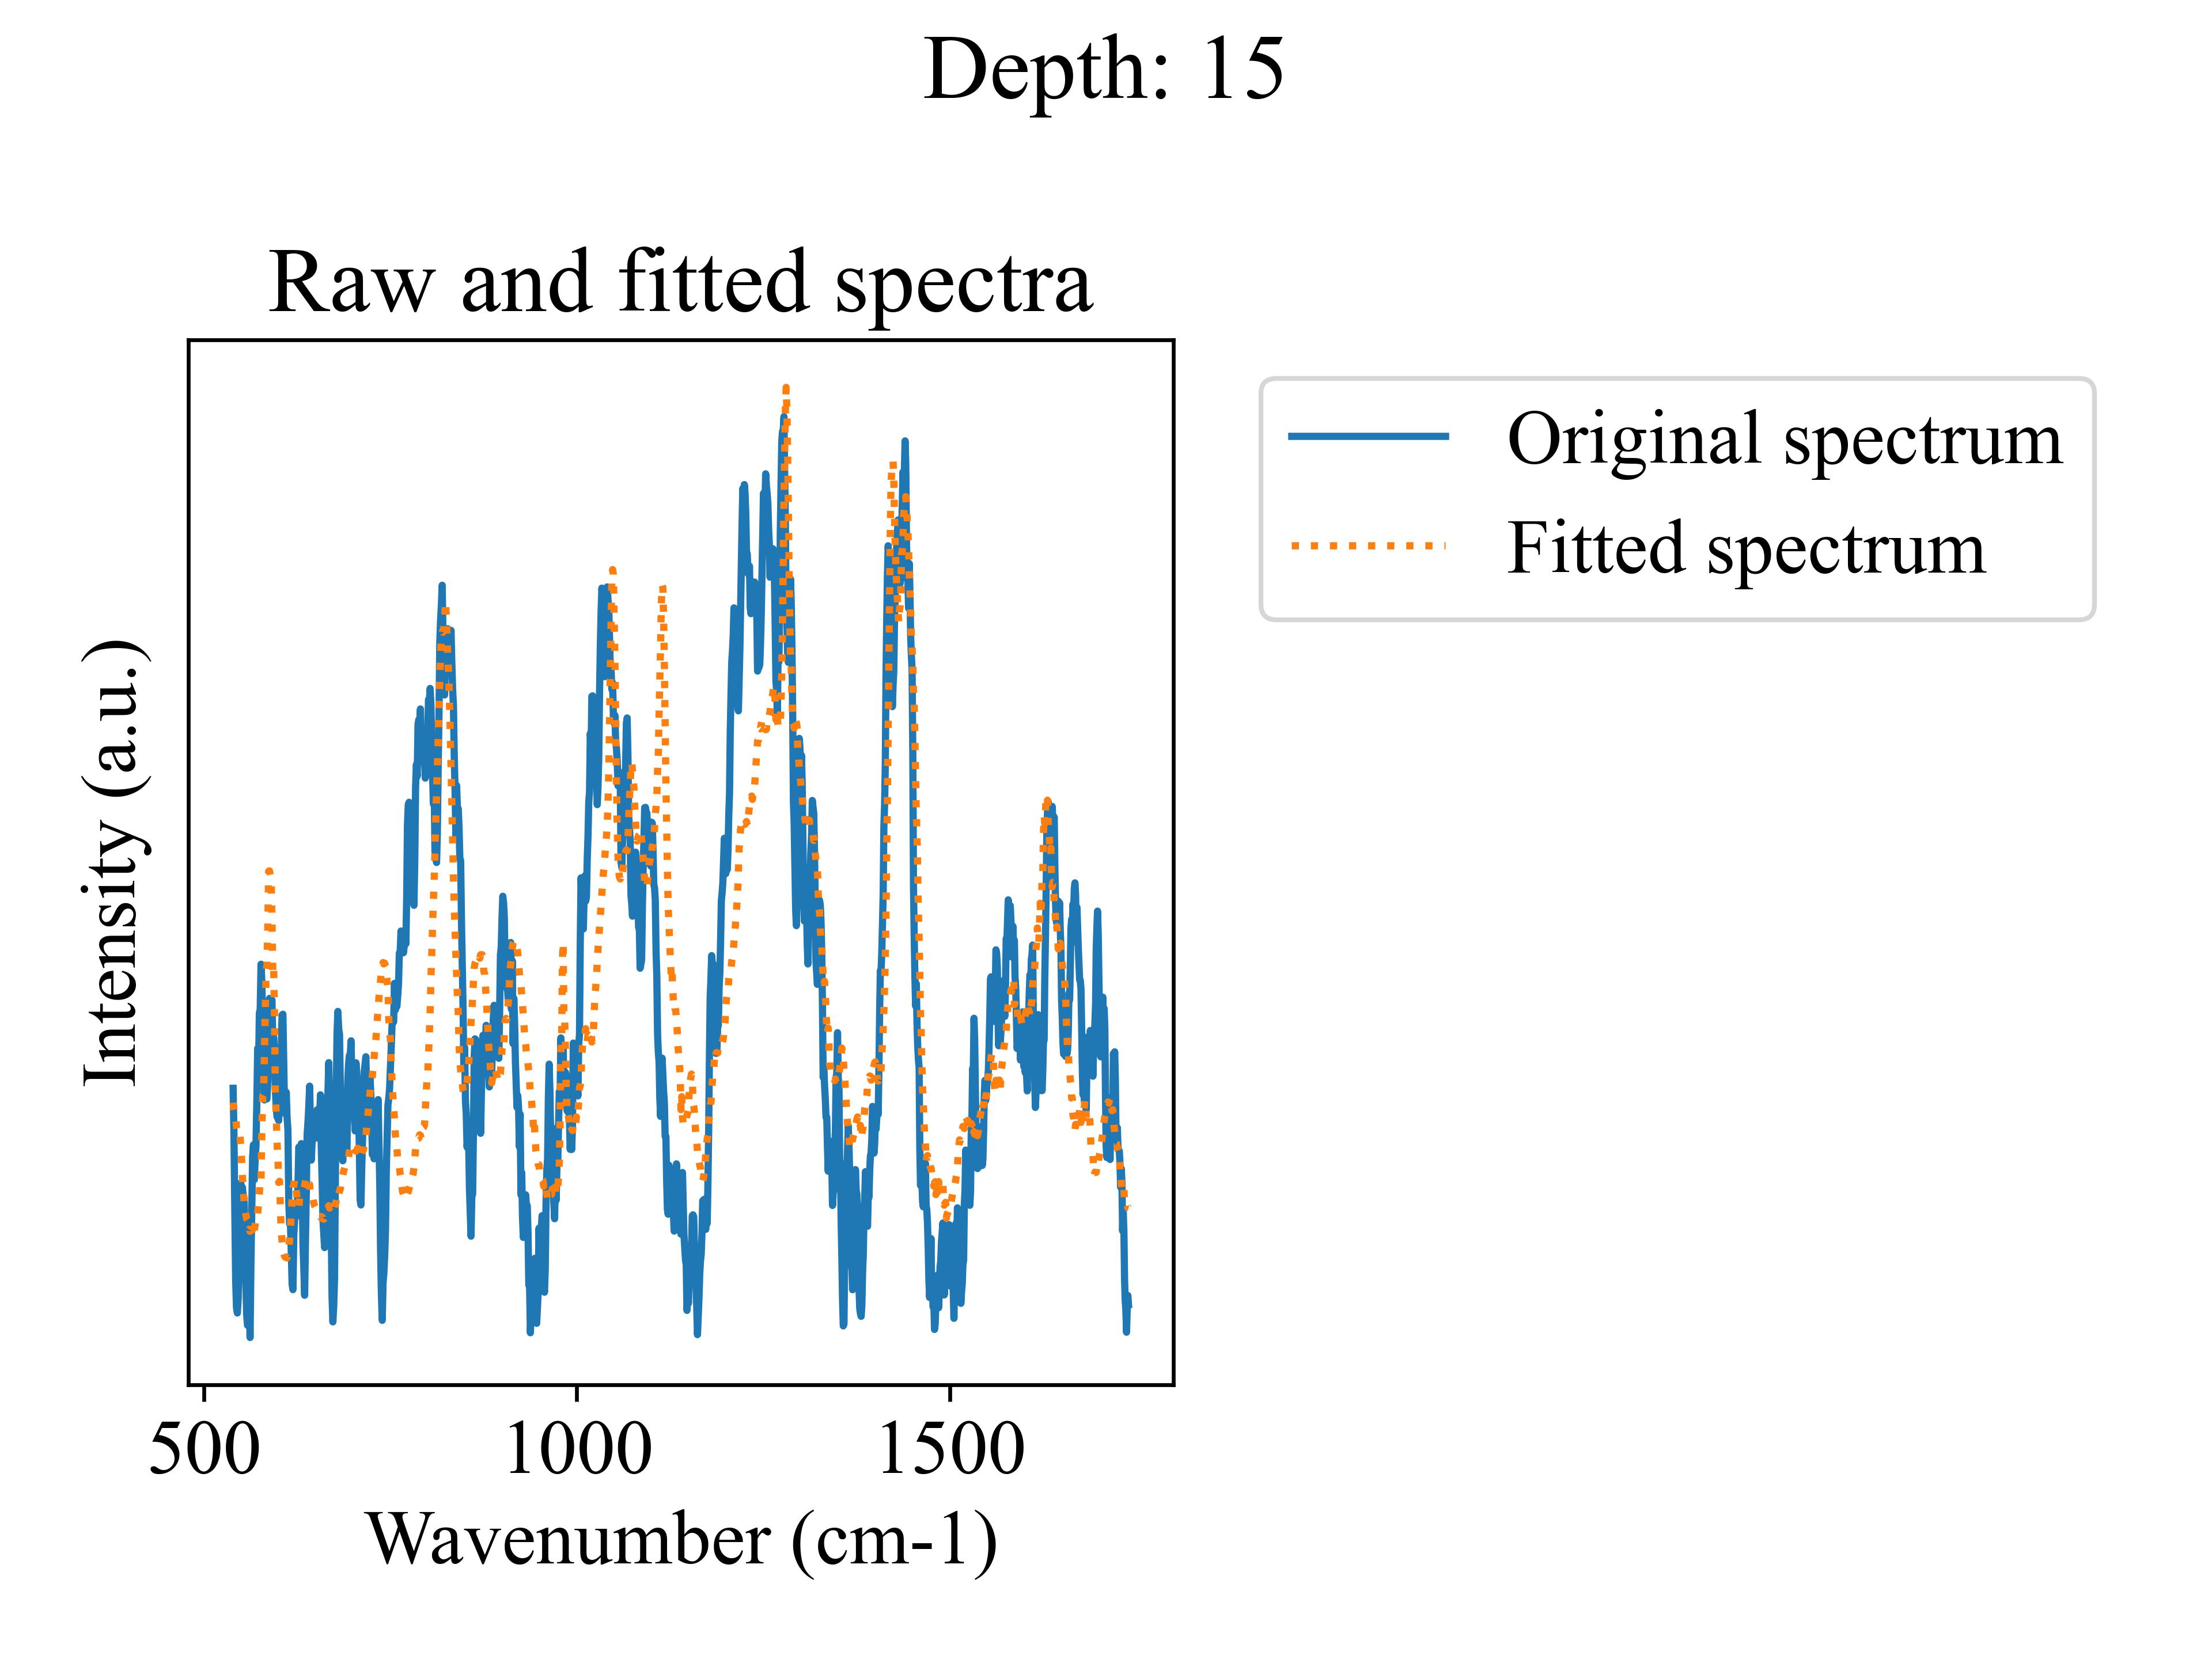 Depth: 15
Raw and fitted spectra
Original spectrum
Fitted spectrum
Intensity (a.u.)
500 1000 1500
Wavenumber (cm-1)